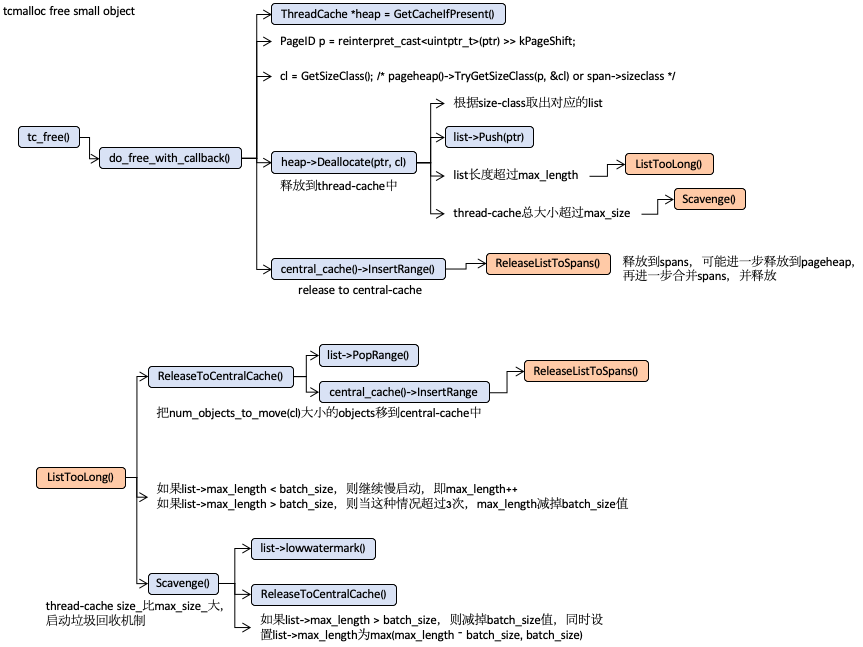 tcmalloc free small object
ThreadCache *heap = GetCacheIfPresent()
PageID p = reinterpret_cast<uintptr_t>(ptr) >> kPageShift;
cl = GetSizeClass(); /* pageheap()->TryGetSizeClass(p, &cl) or span->sizeclass */
tc_free()
do_free_with_callback()
heap->Deallocate(ptr, cl)
释放到thread-cache中
根据size-class取出对应的list
list->Push(ptr)
list长度超过max_length
ListTooLong()
thread-cache总大小超过max_size
Scavenge()
central_cache()->InsertRange()
release to central-cache
ReleaseListToSpans()
释放到spans，可能进一步释放到pageheap,
再进一步合并spans，并释放
ReleaseToCentralCache()
list->PopRange()
central_cache()->InsertRange
ReleaseListToSpans()
把num_objects_to_move(cl)大小的objects移到central-cache中
ListTooLong()
如果list->max_length < batch_size，则继续慢启动，即max_length++
如果list->max_length > batch_size，则当这种情况超过3次，max_length减掉batch_size值
Scavenge()
thread-cache size_比max_size_大，
启动垃圾回收机制
list->lowwatermark()
ReleaseToCentralCache()
如果list->max_length > batch_size，则减掉batch_size值，同时设
置list->max_length为max(max_length - batch_size, batch_size)